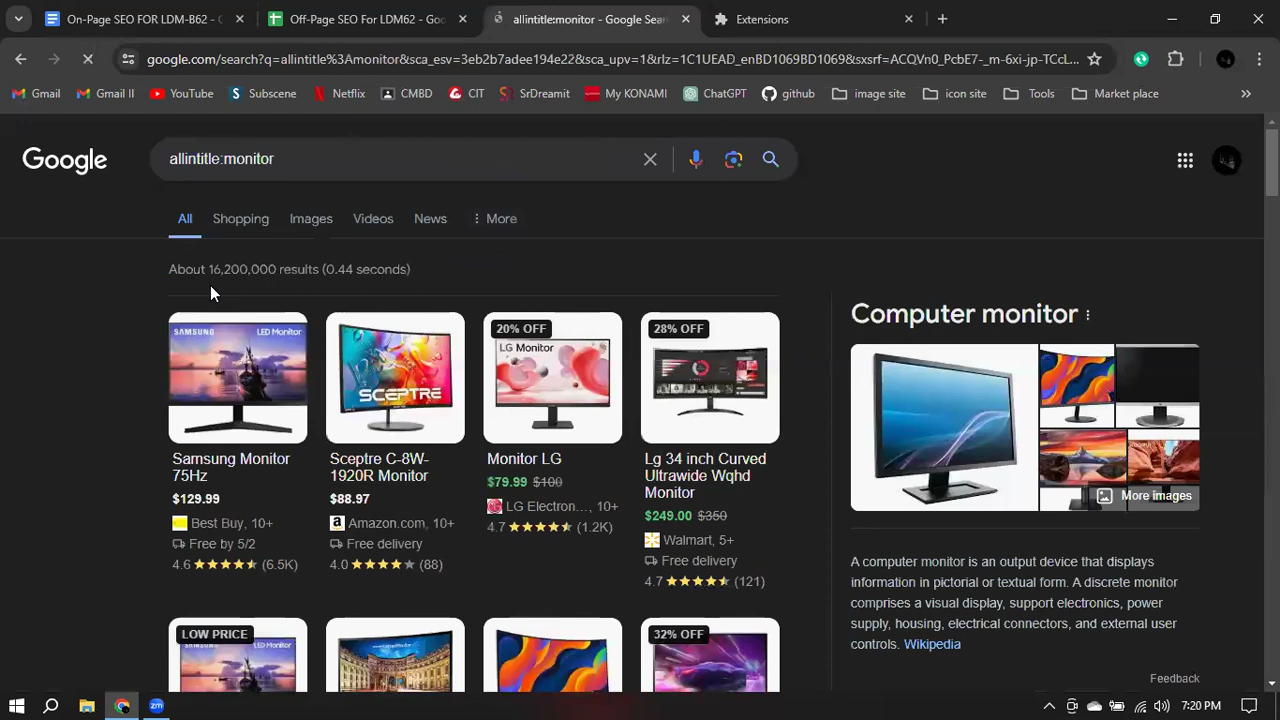 On-Page SEO FOR LDM-B62 - G
Off-Page SEO For LDM62 - Goo
allintitle:monitor - Google Sear
Extensions
google.com/search?q=allintitle%3Amonitor&sca_esv=3eb2b7adee194e22&sca_upv=1&rlz=1C1UEAD_enBD1069BD1069&sxsrf=ACQVn0_PcbE7-_m-6xi-jp-TCcL...
Gmail
Gmail II
YouTube
Subscene
Netflix
CMBD
CIT
SrDreamit
My KONAMI
ChatGPT
github
image site
icon site
Tools
Market place
Google
allintitle:monitor
All
Shopping
Images
Videos
News
More
About 16,200,000 results (0.44 seconds)
SAMSUNG LED Monitor
Samsung Monitor
75Hz
$129.99
Best Buy, 10+
Free by 5/2
4.6 (6.5K)
SCEPTRE
Sceptre C-8W-
1920R Monitor
$88.97
Amazon.com, 10+
Free delivery
4.0 (88)
20% OFF
LG Monitor
Monitor LG
$79.99 $100
LG Electron..., 10+
4.7 (1.2K)
28% OFF
Lg 34 inch Curved
Ultrawide Wqhd
Monitor
$249.00 $350
Walmart, 5+
Free delivery
4.7 (121)
LOW PRICE
SAMSUNG LED Monitor
32% OFF
Computer monitor
More images
A computer monitor is an output device that displays
information in pictorial or textual form. A discrete monitor
comprises a visual display, support electronics, power
supply, housing, electrical connectors, and external user
controls. Wikipedia
Feedback
zm
7:20 PM